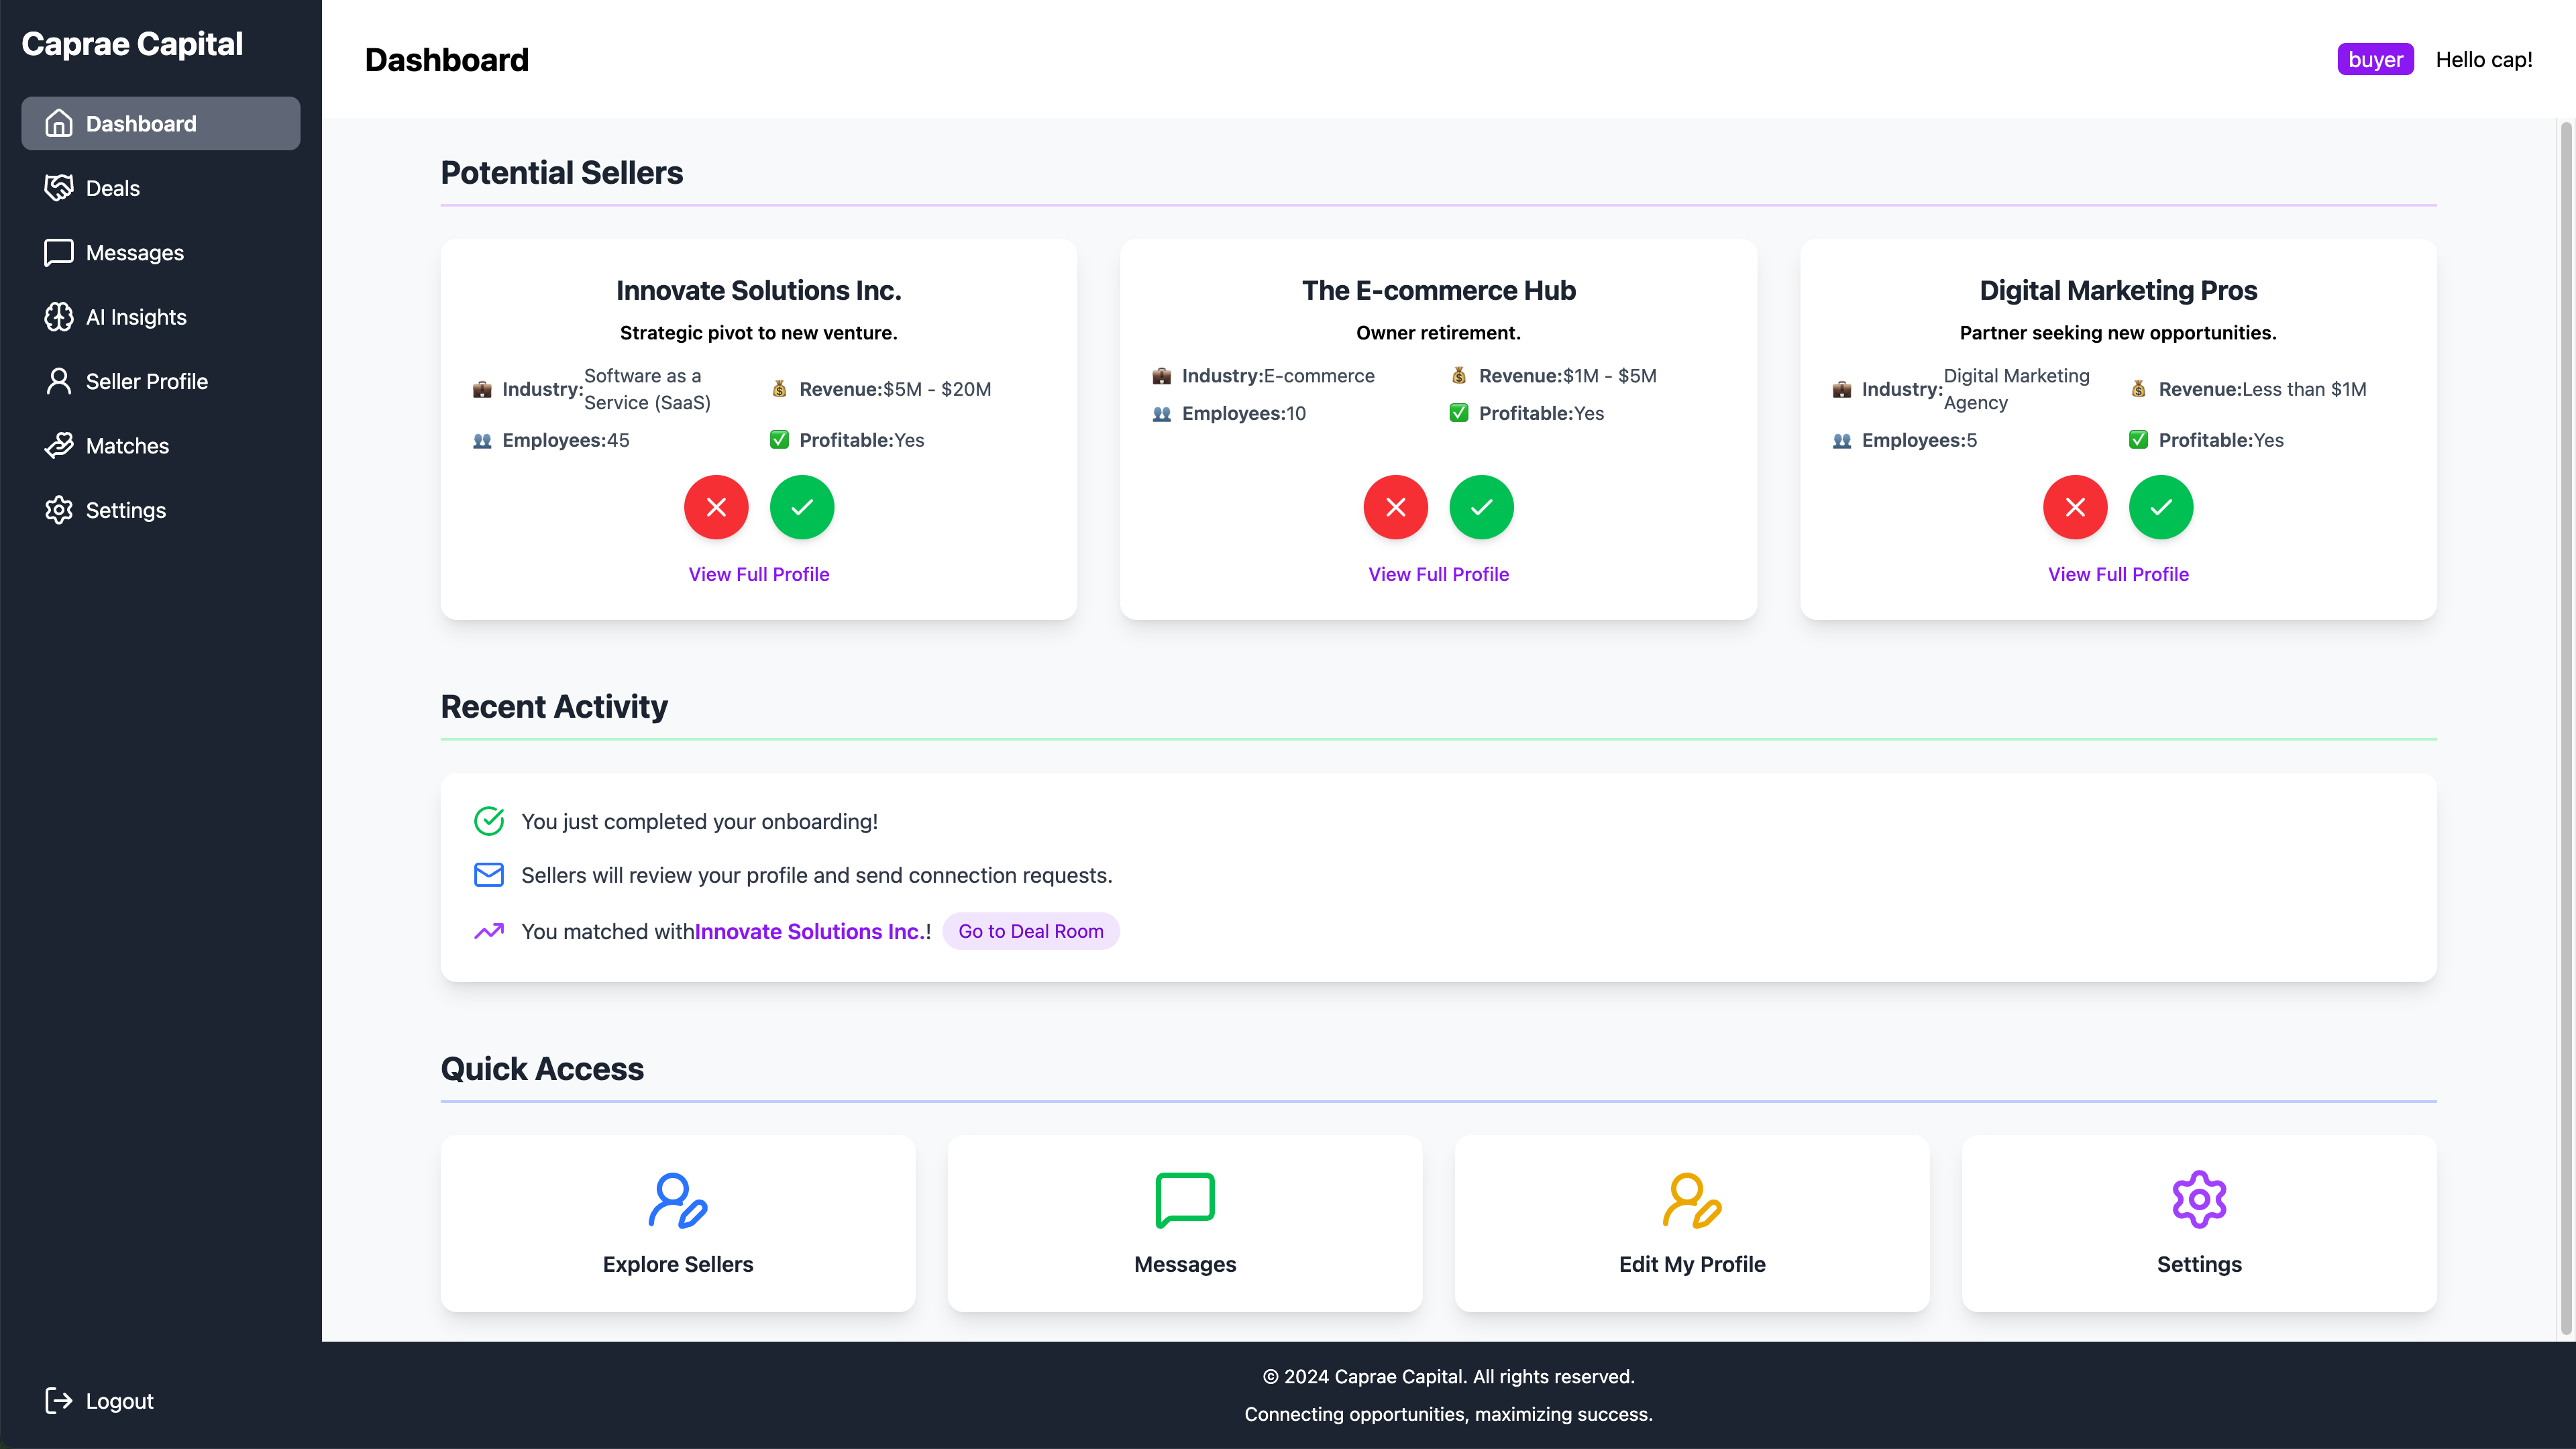 Caprae Capital
Dashboard
Deals
Messages
AI Insights
Seller Profile
Matches
Settings
Logout
Dashboard
buyer
Hello cap!
Potential Sellers
Innovate Solutions Inc.
Strategic pivot to new venture.
Industry:Software as a
Service (SaaS)
Revenue:$5M - $20M
Employees:45
Profitable:Yes
View Full Profile
The E-commerce Hub
Owner retirement.
Industry:E-commerce
Revenue:$1M - $5M
Employees:10
Profitable:Yes
View Full Profile
Digital Marketing Pros
Partner seeking new opportunities.
Industry:Digital Marketing
Agency
Revenue:Less than $1M
Employees:5
Profitable:Yes
View Full Profile
Recent Activity
You just completed your onboarding!
Sellers will review your profile and send connection requests.
You matched withInnovate Solutions Inc.! Go to Deal Room
Quick Access
Explore Sellers
Messages
Edit My Profile
Settings
© 2024 Caprae Capital. All rights reserved.
Connecting opportunities, maximizing success.